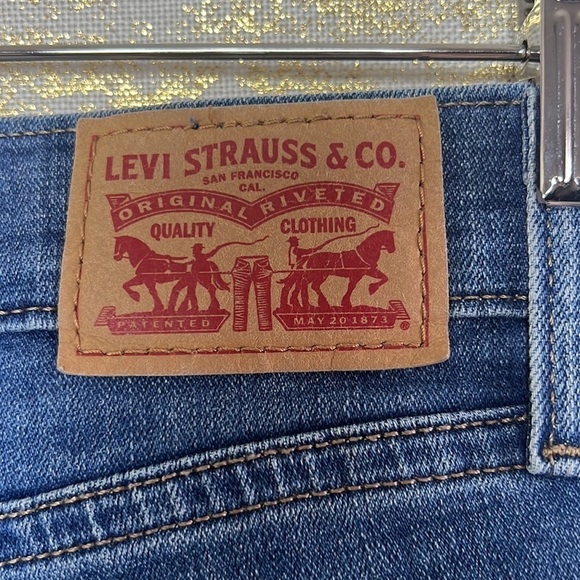 LEVI STRAUSS & CO.
SAN FRANCISCO
CAL.
ORIGINAL RIVETED
QUALITY CLOTHING
PATENTED MAY 20 1873 ®